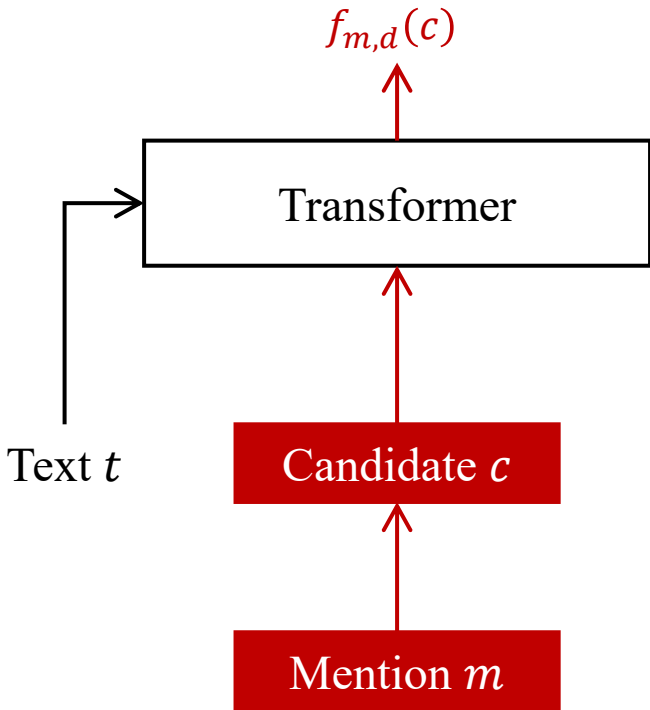 f_{m,d}(c)
Transformer
Text t
Candidate c
Mention m